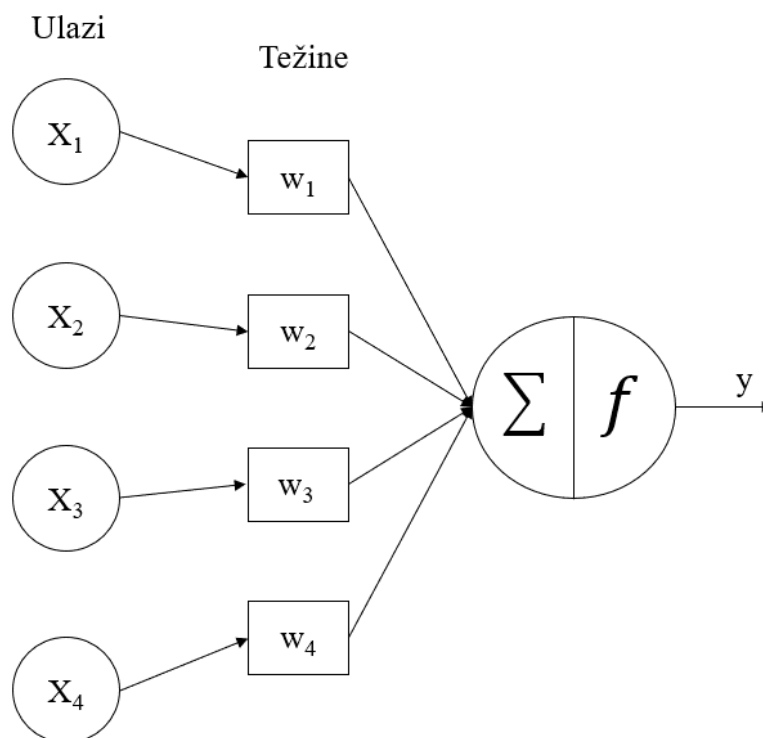 Ulazi
Težine
X₁
w₁
X₂
w₂
X₃
w₃
X₄
w₄
∑ f
y